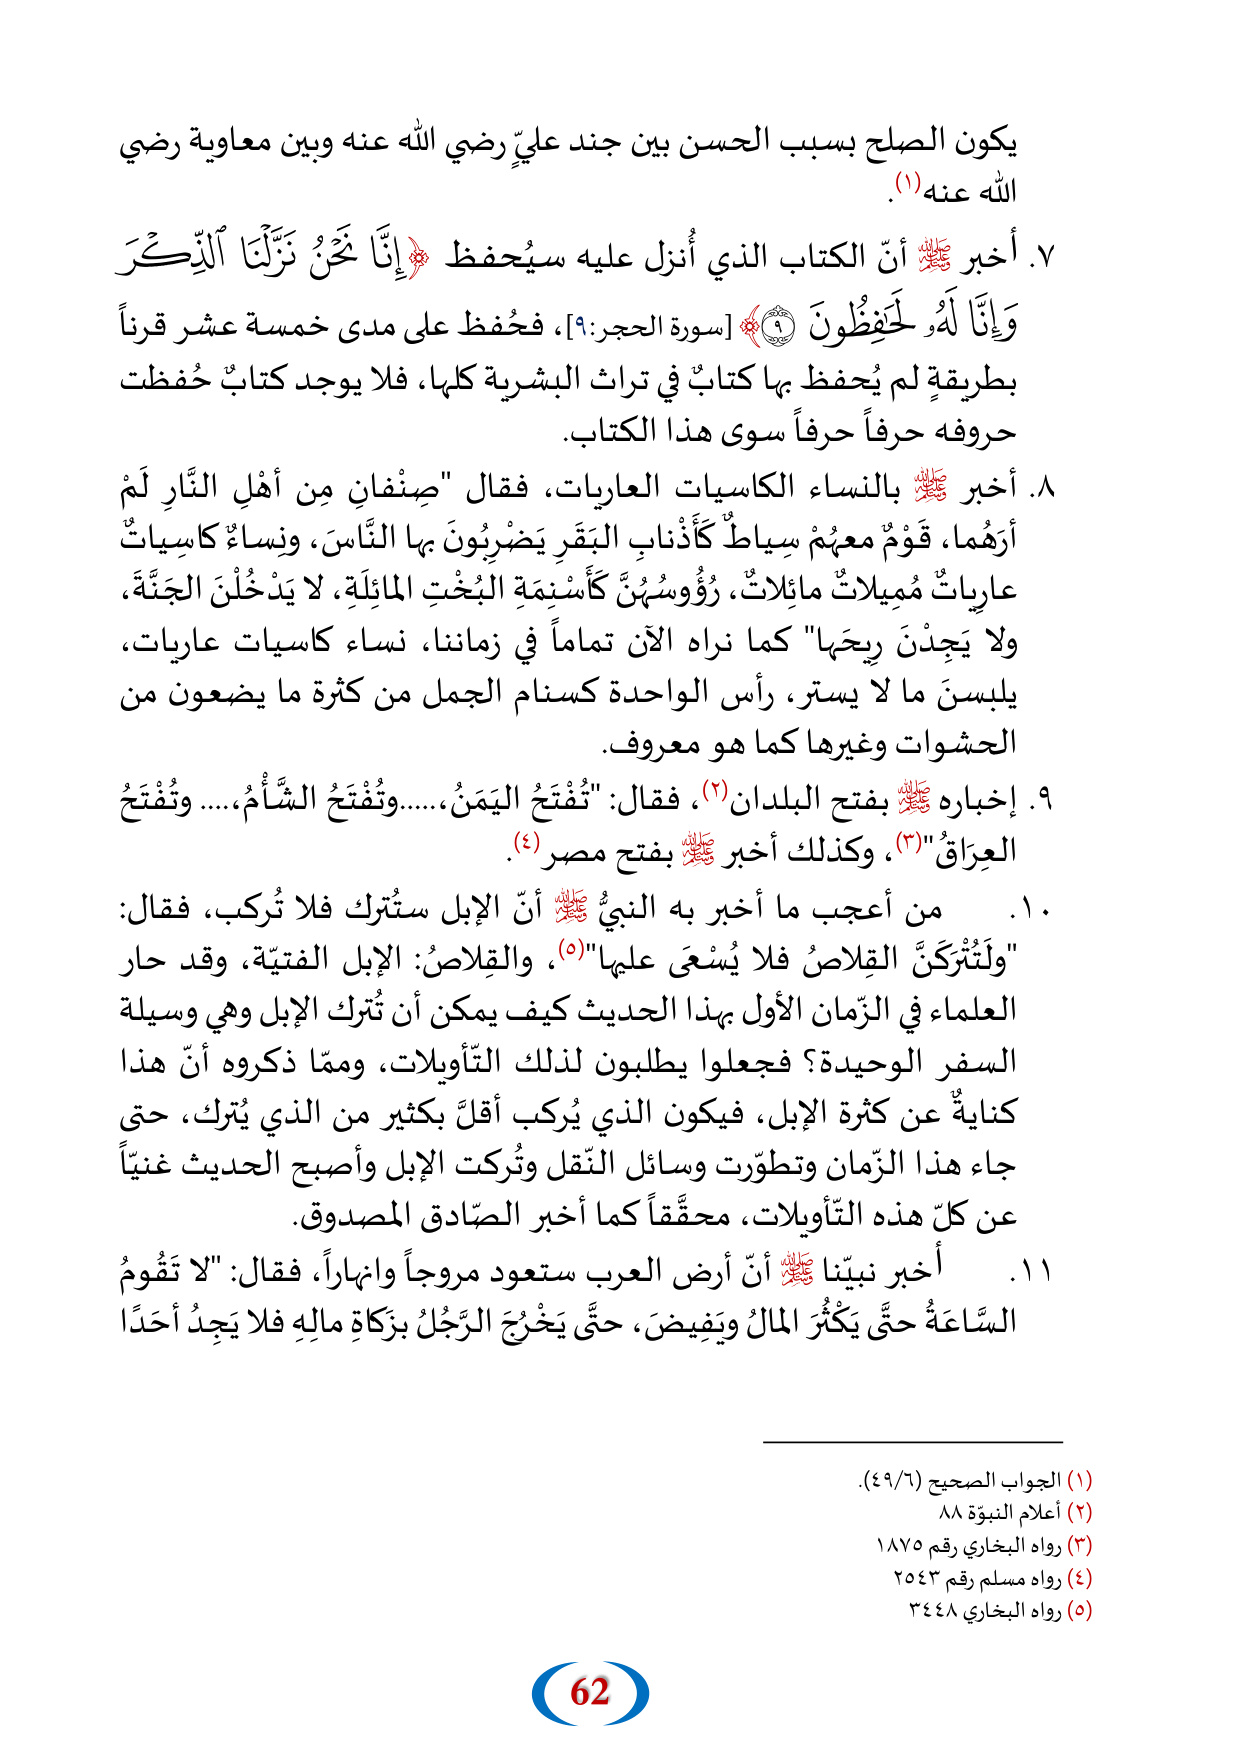 يكون الصلح بسبب الحسن بين جند عليٍّ رضي الله عنه وبين معاوية رضي
الله عنه(١).
٧. أخبر ﷺ أنّ الكتاب الذي أُنزل عليه سيُحفظ ﴿إِنَّا نَحۡنُ نَزَّلۡنَا ٱلذِّكۡرَ
وَإِنَّا لَهُۥ لَحَٰفِظُونَ ٩﴾ [سورة الحجر:٩]، فحُفظ على مدى خمسة عشر قرناً
بطريقةٍ لم يُحفظ بها كتابٌ في تراث البشرية كلها، فلا يوجد كتابٌ حُفظت
حروفه حرفاً حرفاً سوى هذا الكتاب.
٨. أخبر ﷺ بالنساء الكاسيات العاريات، فقال "صِنْفانِ مِن أهْلِ النَّارِ لَمْ
أرَهُما، قَوْمٌ معهُمْ سِياطٌ كَأَذْنابِ البَقَرِ يَضْرِبُونَ بها النَّاسَ، ونِساءٌ كاسِياتٌ
عارِياتٌ مُمِيلاتٌ مائِلاتٌ، رُؤُوسُهُنَّ كَأَسْنِمَةِ البُخْتِ المائِلَةِ، لا يَدْخُلْنَ الجَنَّةَ،
ولا يَجِدْنَ رِيحَها" كما نراه الآن تماماً في زماننا، نساء كاسيات عاريات،
يلبسنَ ما لا يستر، رأس الواحدة كسنام الجمل من كثرة ما يضعون من
الحشوات وغيرها كما هو معروف.
٩. إخباره ﷺ بفتح البلدان(٢)، فقال: "تُفْتَحُ اليَمَنُ،.....وتُفْتَحُ الشَّأْمُ،.... وتُفْتَحُ
العِرَاقُ"(٣)، وكذلك أخبر ﷺ بفتح مصر(٤).
١٠. من أعجب ما أخبر به النبيُّ ﷺ أنّ الإبل ستُترك فلا تُركب، فقال:
"ولَتُتْرَكَنَّ القِلاصُ فلا يُسْعَى عليها"(٥)، والقِلاصُ: الإبل الفتيّة، وقد حار
العلماء في الزّمان الأول بهذا الحديث كيف يمكن أن تُترك الإبل وهي وسيلة
السفر الوحيدة؟ فجعلوا يطلبون لذلك التّأويلات، وممّا ذكروه أنّ هذا
كنايةٌ عن كثرة الإبل، فيكون الذي يُركب أقلَّ بكثير من الذي يُترك، حتى
جاء هذا الزّمان وتطوّرت وسائل النّقل وتُركت الإبل وأصبح الحديث غنيّاً
عن كلّ هذه التّأويلات، محقَّقاً كما أخبر الصّادق المصدوق.
١١. أخبر نبيّنا ﷺ أنّ أرض العرب ستعود مروجاً وانهاراً، فقال: "لا تَقُومُ
السَّاعَةُ حتَّى يَكْثُرَ المالُ ويَفِيضَ، حتَّى يَخْرُجَ الرَّجُلُ بزَكاةِ مالِهِ فلا يَجِدُ أحَدًا
(١) الجواب الصحيح (٤٩/٦).
(٢) أعلام النبوّة ٨٨
(٣) رواه البخاري رقم ١٨٧٥
(٤) رواه مسلم رقم ٢٥٤٣
(٥) رواه البخاري ٣٤٤٨
62